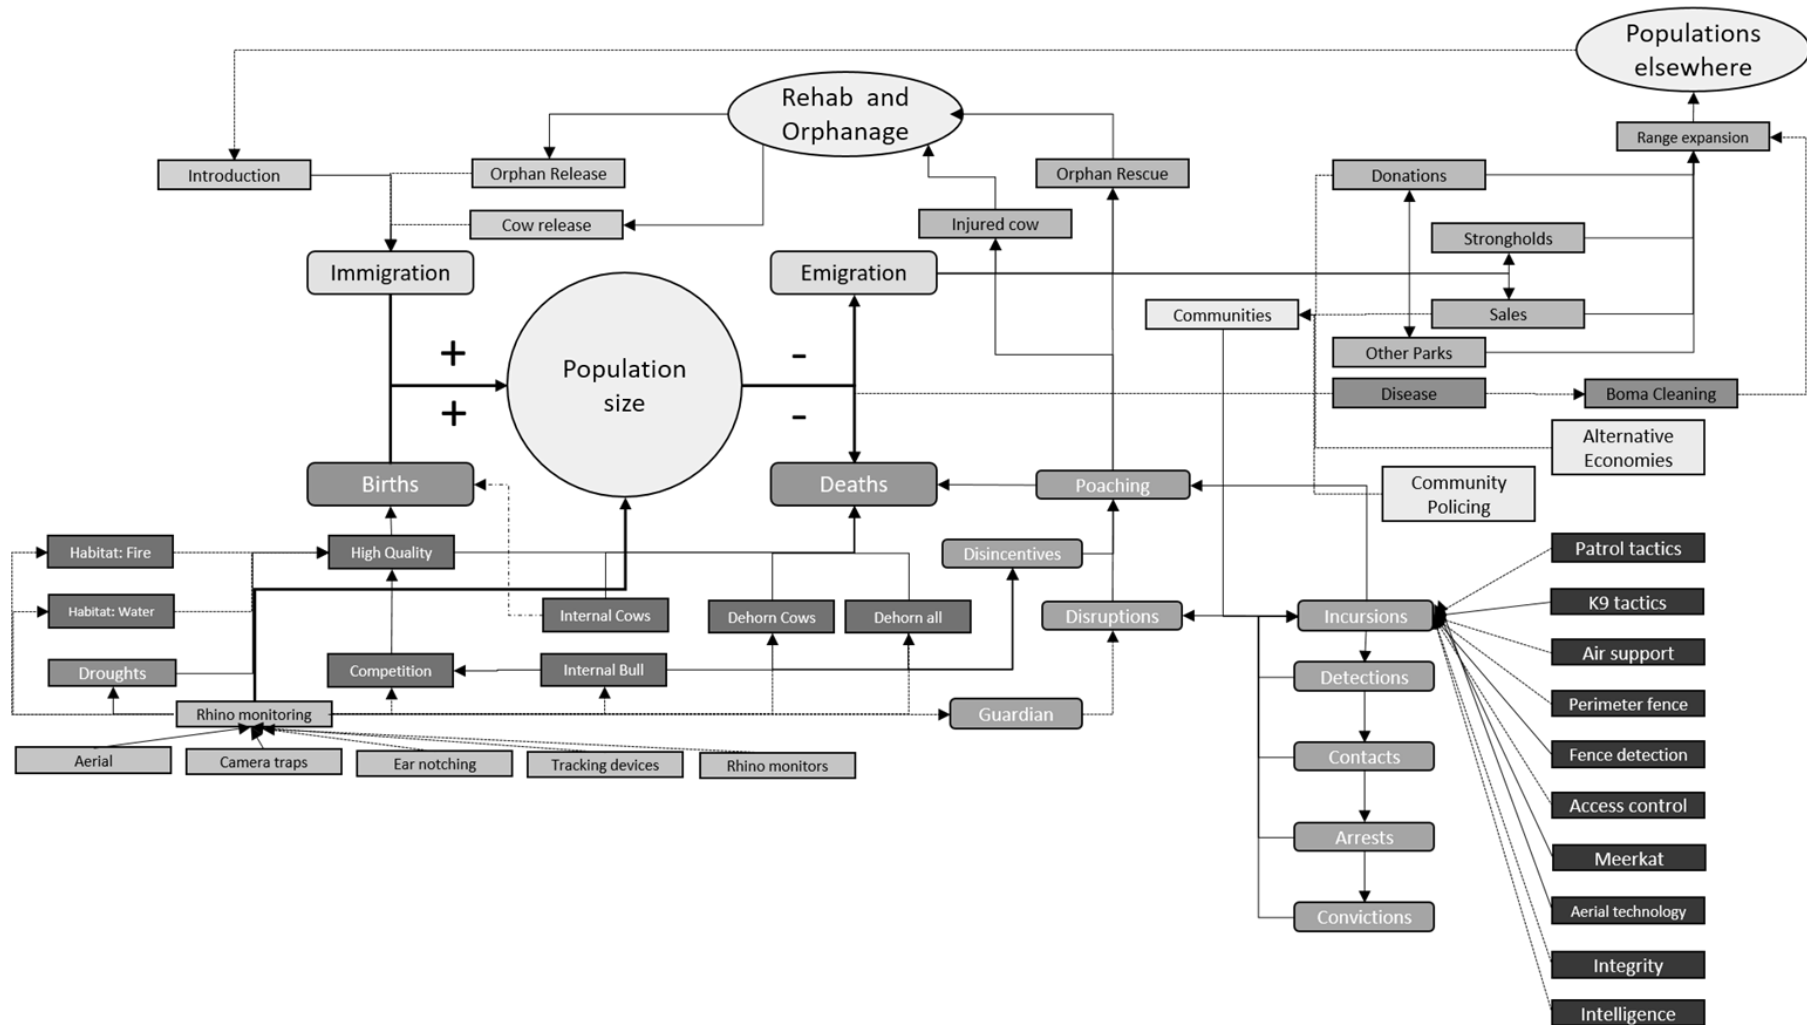 Populations
elsewhere
Rehab and
Orphanage
Range expansion
Introduction
Orphan Release
Orphan Rescue
Donations
Cow release
Injured cow
Strongholds
Immigration
Emigration
Communities
Sales
Other Parks
+
-
Population
size
+
-
Disease
Boma Cleaning
Alternative
Economies
Births
Deaths
Poaching
Community
Policing
Habitat: Fire
High Quality
Disincentives
Patrol tactics
Habitat: Water
Internal Cows
Dehorn Cows
Dehorn all
Disruptions
Incursions
K9 tactics
Air support
Droughts
Competition
Internal Bull
Detections
Perimeter fence
Rhino monitoring
Guardian
Fence detection
Aerial
Camera traps
Ear notching
Tracking devices
Rhino monitors
Contacts
Access control
Arrests
Meerkat
Convictions
Aerial technology
Integrity
Intelligence